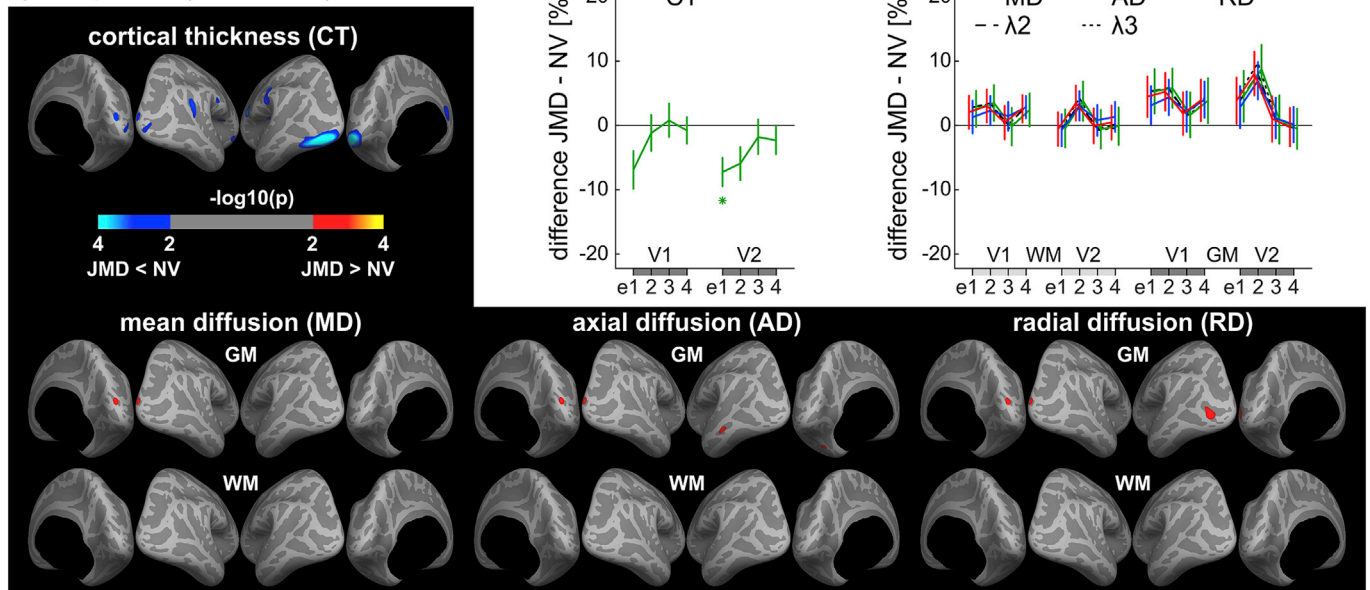 cortical thickness (CT)
-log10(p)
4 2 2 4
JMD < NV JMD > NV
difference JMD - NV [%
10
0
-10
-20
V1 V2
e1 2 3 4 e1 2 3 4
λ2 λ3
difference JMD - NV [%
10
0
-10
-20
V1 WM V2 V1 GM V2
e1 2 3 4 e1 2 3 4 e1 2 3 4 e1 2 3 4
mean diffusion (MD)
GM
WM
axial diffusion (AD)
GM
WM
radial diffusion (RD)
GM
WM